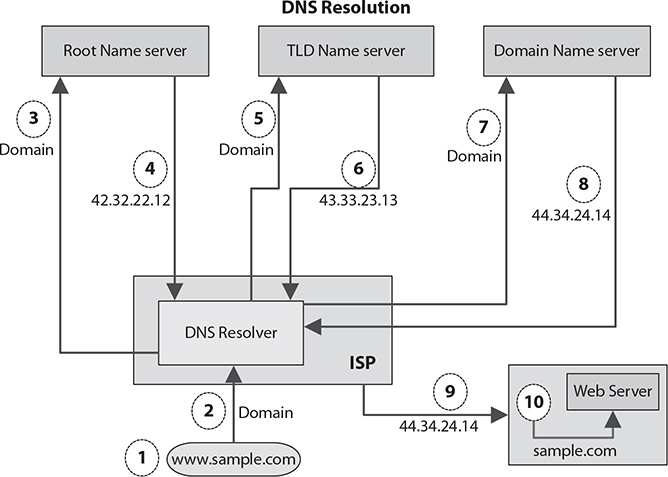 DNS Resolution
Root Name server
TLD Name server
Domain Name server
3
Domain
4
42.32.22.12
5
Domain
6
43.33.23.13
7
Domain
8
44.34.24.14
DNS Resolver
ISP
2
Domain
1
www.sample.com
9
44.34.24.14
10
Web Server
sample.com